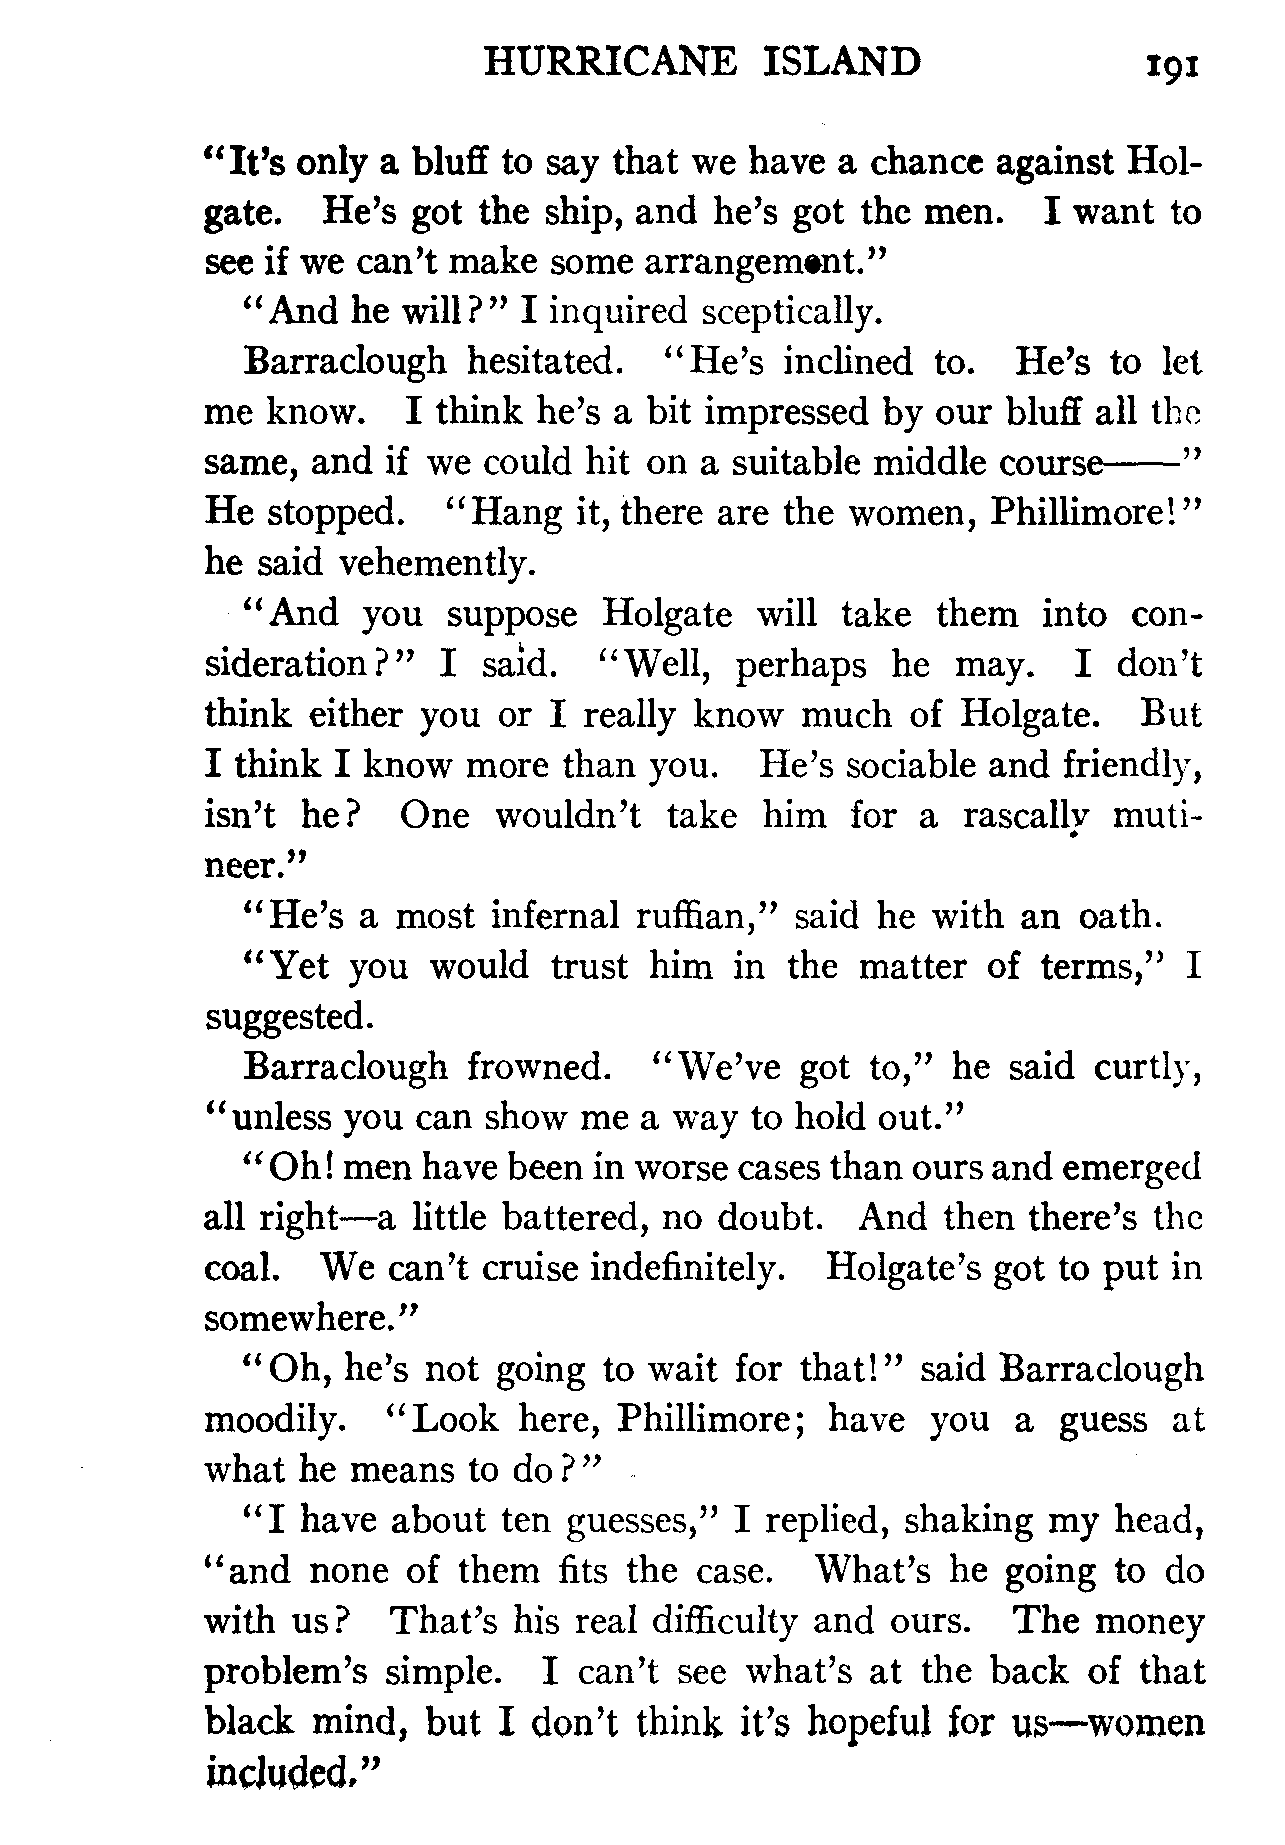 HURRICANE ISLAND 191
“It’s only a bluff to say that we have a chance against Hol-
gate. He’s got the ship, and he’s got the men. I want to
see if we can’t make some arrangement.”
“And he will?” I inquired sceptically.
Barraclough hesitated. “He’s inclined to. He’s to let
me know. I think he’s a bit impressed by our bluff all the
same, and if we could hit on a suitable middle course——”
He stopped. “Hang it, there are the women, Phillimore!”
he said vehemently.
“And you suppose Holgate will take them into con-
sideration?” I said. “Well, perhaps he may. I don’t
think either you or I really know much of Holgate. But
I think I know more than you. He’s sociable and friendly,
isn’t he? One wouldn’t take him for a rascally muti-
neer.”
“He’s a most infernal ruffian,” said he with an oath.
“Yet you would trust him in the matter of terms,” I
suggested.
Barraclough frowned. “We’ve got to,” he said curtly,
“unless you can show me a way to hold out.”
“Oh! men have been in worse cases than ours and emerged
all right—a little battered, no doubt. And then there’s the
coal. We can’t cruise indefinitely. Holgate’s got to put in
somewhere.”
“Oh, he’s not going to wait for that!” said Barraclough
moodily. “Look here, Phillimore; have you a guess at
what he means to do?”
“I have about ten guesses,” I replied, shaking my head,
“and none of them fits the case. What’s he going to do
with us? That’s his real difficulty and ours. The money
problem’s simple. I can’t see what’s at the back of that
black mind, but I don’t think it’s hopeful for us—women
included.”